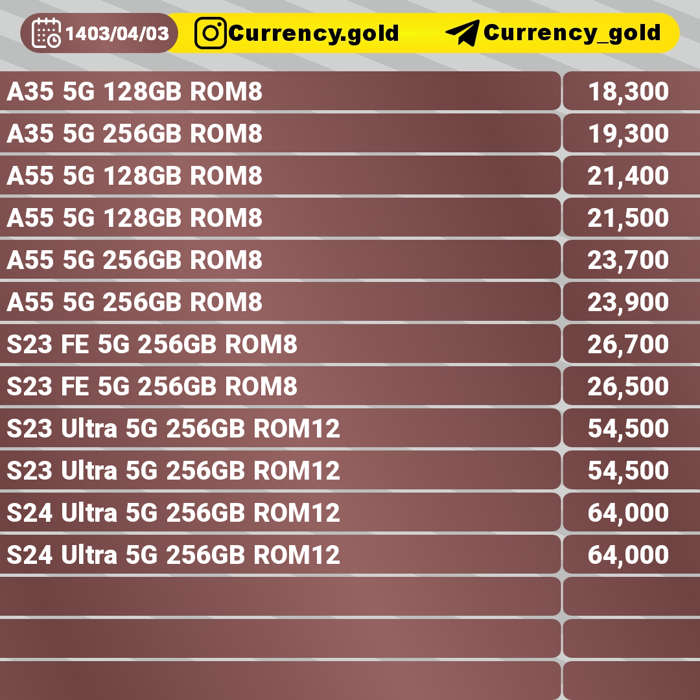 1403/04/03 Currency.gold Currency_gold
A35 5G 128GB ROM8 18,300
A35 5G 256GB ROM8 19,300
A55 5G 128GB ROM8 21,400
A55 5G 128GB ROM8 21,500
A55 5G 256GB ROM8 23,700
A55 5G 256GB ROM8 23,900
S23 FE 5G 256GB ROM8 26,700
S23 FE 5G 256GB ROM8 26,500
S23 Ultra 5G 256GB ROM12 54,500
S23 Ultra 5G 256GB ROM12 54,500
S24 Ultra 5G 256GB ROM12 64,000
S24 Ultra 5G 256GB ROM12 64,000